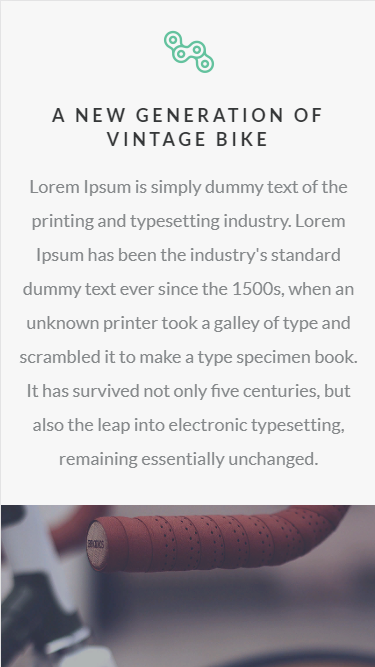 A NEW GENERATION OF
VINTAGE BIKE
Lorem Ipsum is simply dummy text of the
printing and typesetting industry. Lorem
Ipsum has been the industry's standard
dummy text ever since the 1500s, when an
unknown printer took a galley of type and
scrambled it to make a type specimen book.
It has survived not only five centuries, but
also the leap into electronic typesetting,
remaining essentially unchanged.
BROOKS